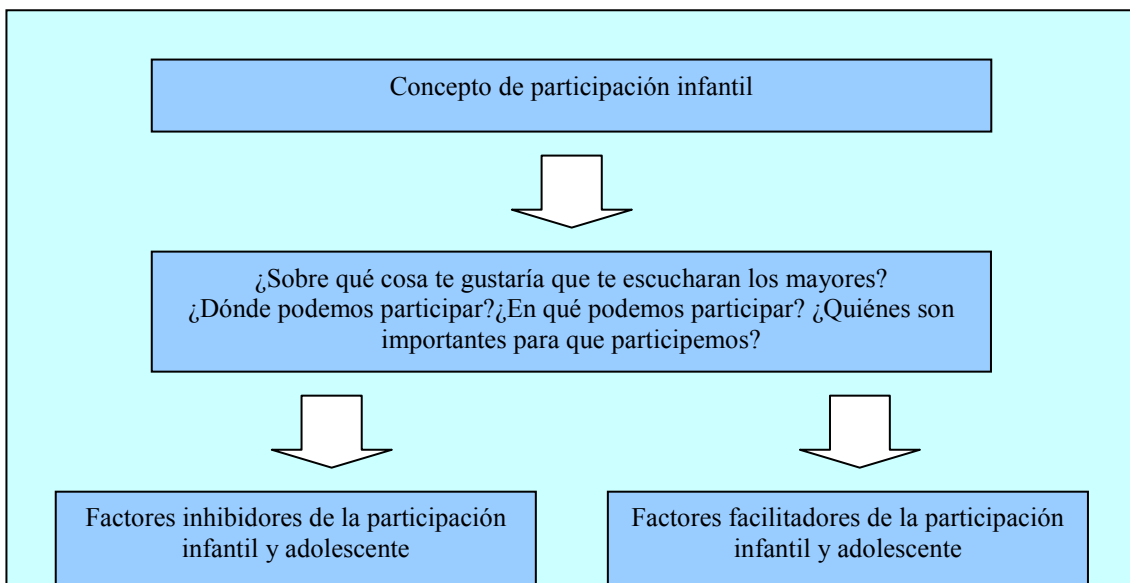 Concepto de participación infantil
¿Sobre qué cosa te gustaría que te escucharan los mayores?
¿Dónde podemos participar?¿En qué podemos participar? ¿Quiénes son
importantes para que participemos?
Factores inhibidores de la participación
infantil y adolescente
Factores facilitadores de la participación
infantil y adolescente